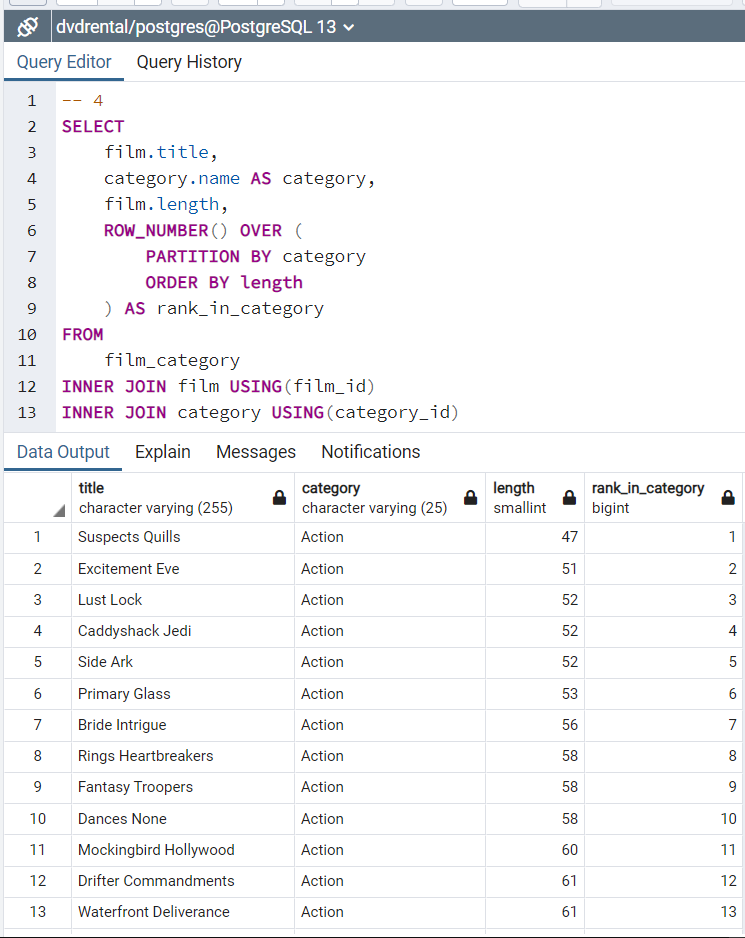 dvdrental/postgres@PostgreSQL 13
Query Editor Query History
1 -- 4
2 SELECT
3 film.title,
4 category.name AS category,
5 film.length,
6 ROW_NUMBER() OVER (
7 PARTITION BY category
8 ORDER BY length
9 ) AS rank_in_category
10 FROM
11 film_category
12 INNER JOIN film USING(film_id)
13 INNER JOIN category USING(category_id)
Data Output Explain Messages Notifications
title category length rank_in_category
character varying (255) character varying (25) smallint bigint
1 Suspects Quills Action 47 1
2 Excitement Eve Action 51 2
3 Lust Lock Action 52 3
4 Caddyshack Jedi Action 52 4
5 Side Ark Action 52 5
6 Primary Glass Action 53 6
7 Bride Intrigue Action 56 7
8 Rings Heartbreakers Action 58 8
9 Fantasy Troopers Action 58 9
10 Dances None Action 58 10
11 Mockingbird Hollywood Action 60 11
12 Drifter Commandments Action 61 12
13 Waterfront Deliverance Action 61 13